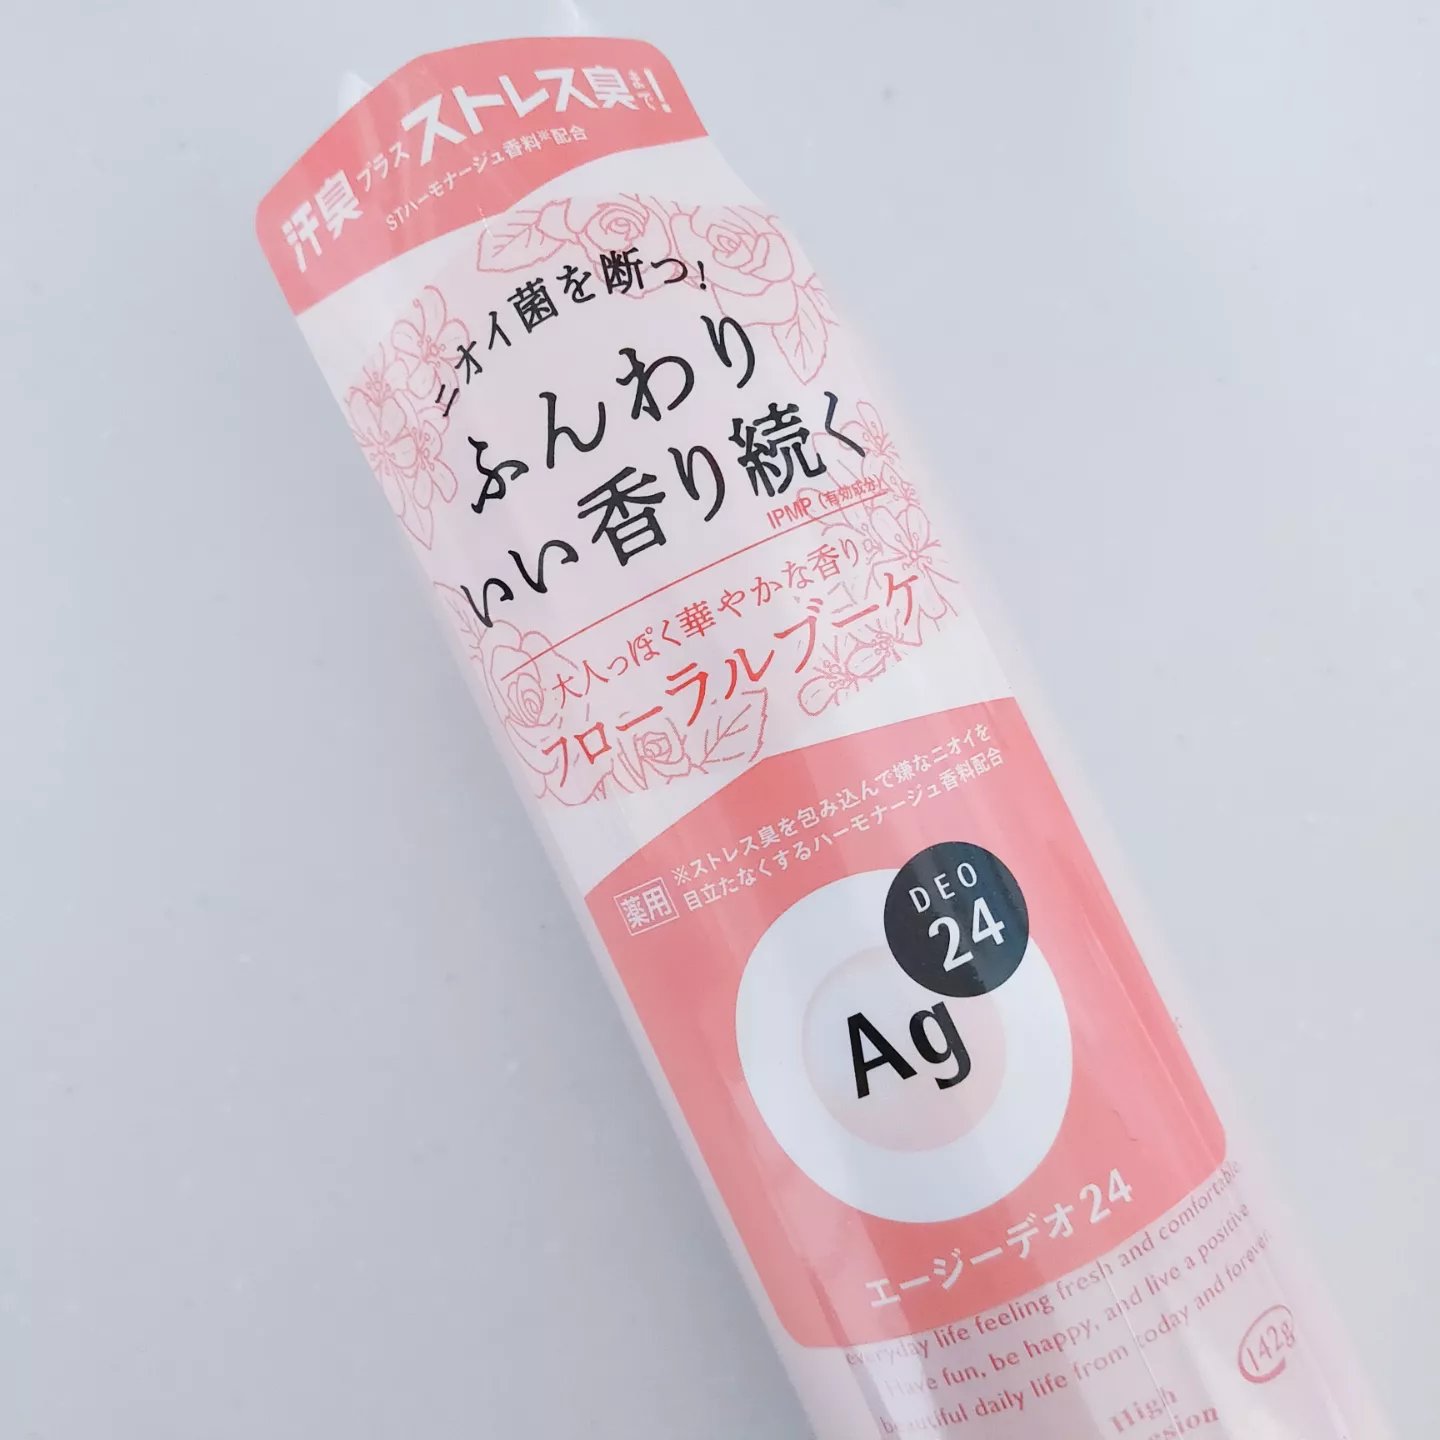 汗臭プラスストレス臭まで!
STハーモナージュ香料※配合
ニオイ菌を断つ!
ふんわり
いい香り続く
IPMP(有効成分)
大人っぽく華やかな香り
フローラルブーケ
※ストレス臭を包み込んで嫌なニオイを
目立たなくするハーモナージュ香料配合
薬用
DEO
24
Ag
エージーデオ24
everyday life feeling fresh and comfortable
Have fun, be happy, and live a positive
beautiful daily life from today and forever
142g
High